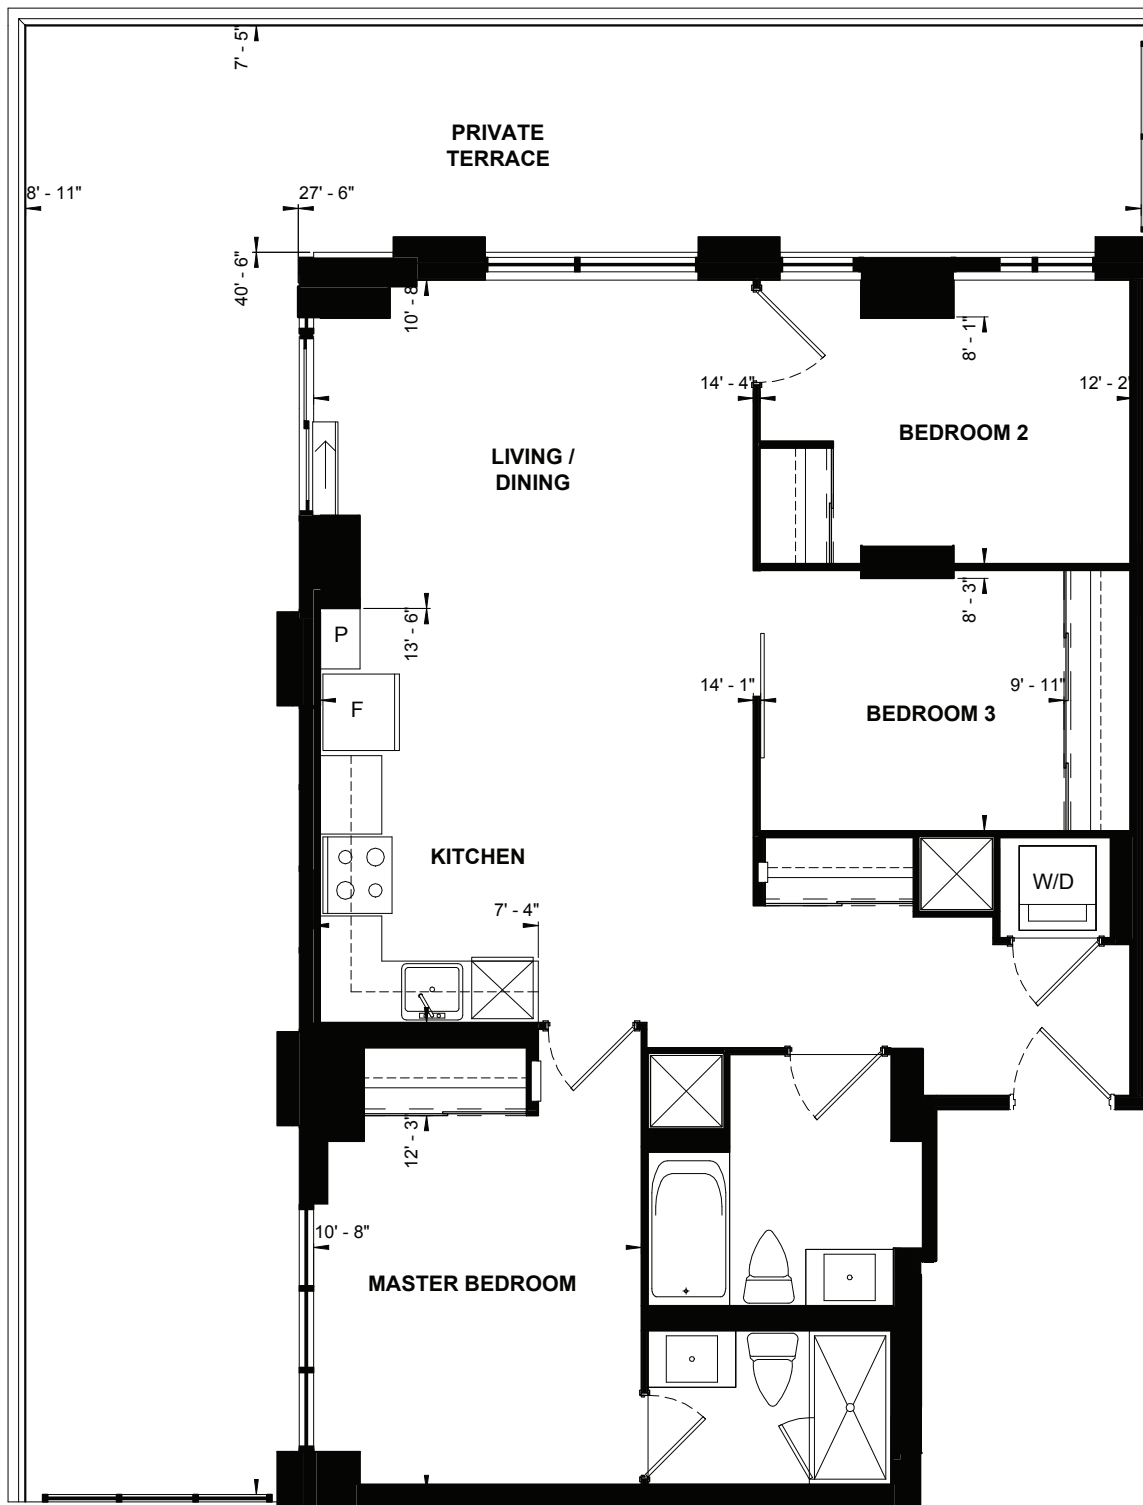 7' - 5"
PRIVATE
TERRACE
8' - 11"
27' - 6"
40' - 6"
10' - 8
8' - 1"
14' - 4"
12' - 2"
BEDROOM 2
LIVING /
DINING
8' - 3"
13' - 6"
P
14' - 1"
9' - 11"
F
BEDROOM 3
KITCHEN
W/D
7' - 4"
12' - 3"
10' - 8"
MASTER BEDROOM